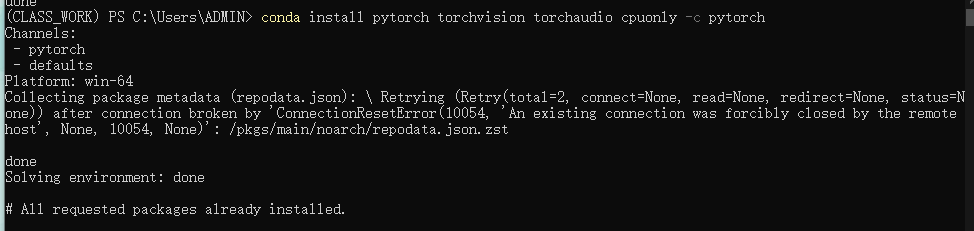 done
(CLASS_WORK) PS C:\Users\ADMIN> conda install pytorch torchvision torchaudio cpuonly -c pytorch
Channels:
 - pytorch
 - defaults
Platform: win-64
Collecting package metadata (repodata.json): \ Retrying (Retry(total=2, connect=None, read=None, redirect=None, status=N
one)) after connection broken by 'ConnectionResetError(10054, 'An existing connection was forcibly closed by the remote
host', None, 10054, None)': /pkgs/main/noarch/repodata.json.zst
done
Solving environment: done
# All requested packages already installed.